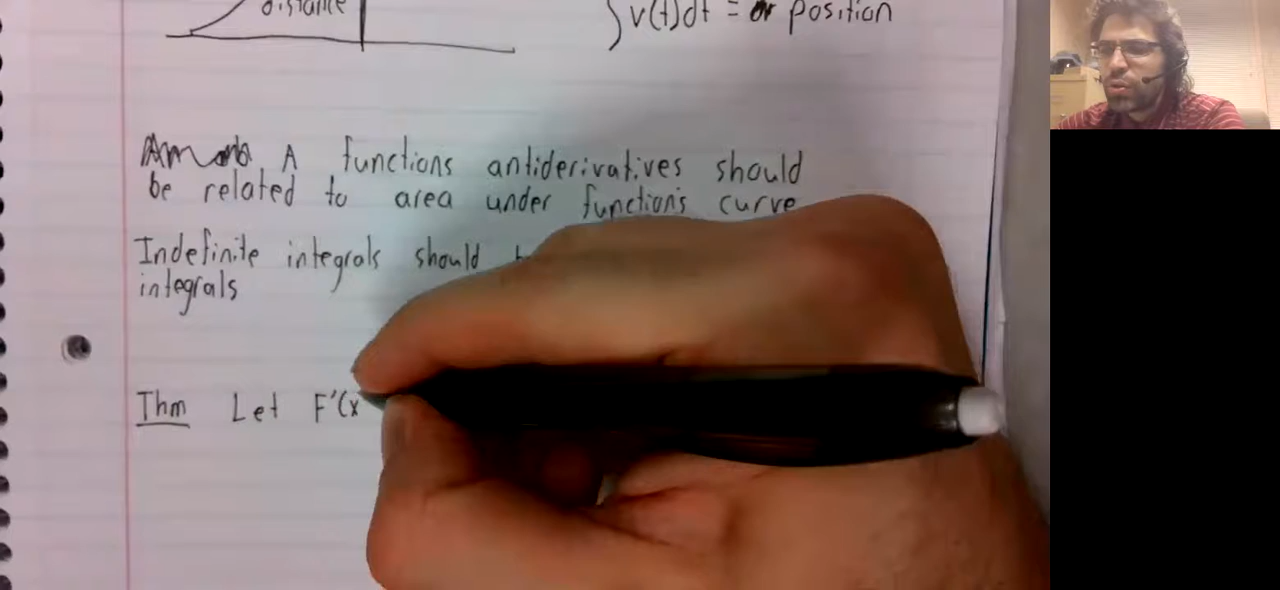 distance
∫v(t)dt = position
A functions antiderivatives should
be related to area under function's curve
Indefinite integrals should
integrals
Thm Let F'(x